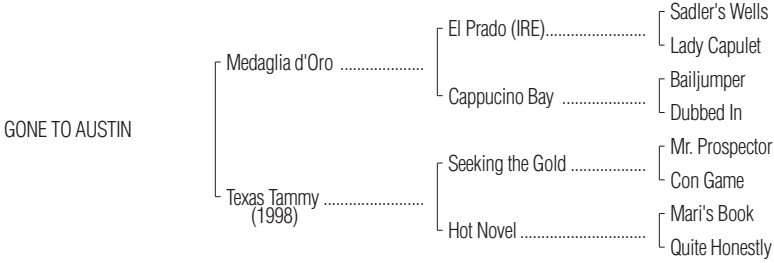 Sadler's Wells
El Prado (IRE)........................
Lady Capulet
Medaglia d'Oro ....................
Bailjumper
Cappucino Bay ....................
Dubbed In
GONE TO AUSTIN
Mr. Prospector
Seeking the Gold ..................
Con Game
Texas Tammy ........................
(1998)
Mari's Book
Hot Novel ..............................
Quite Honestly